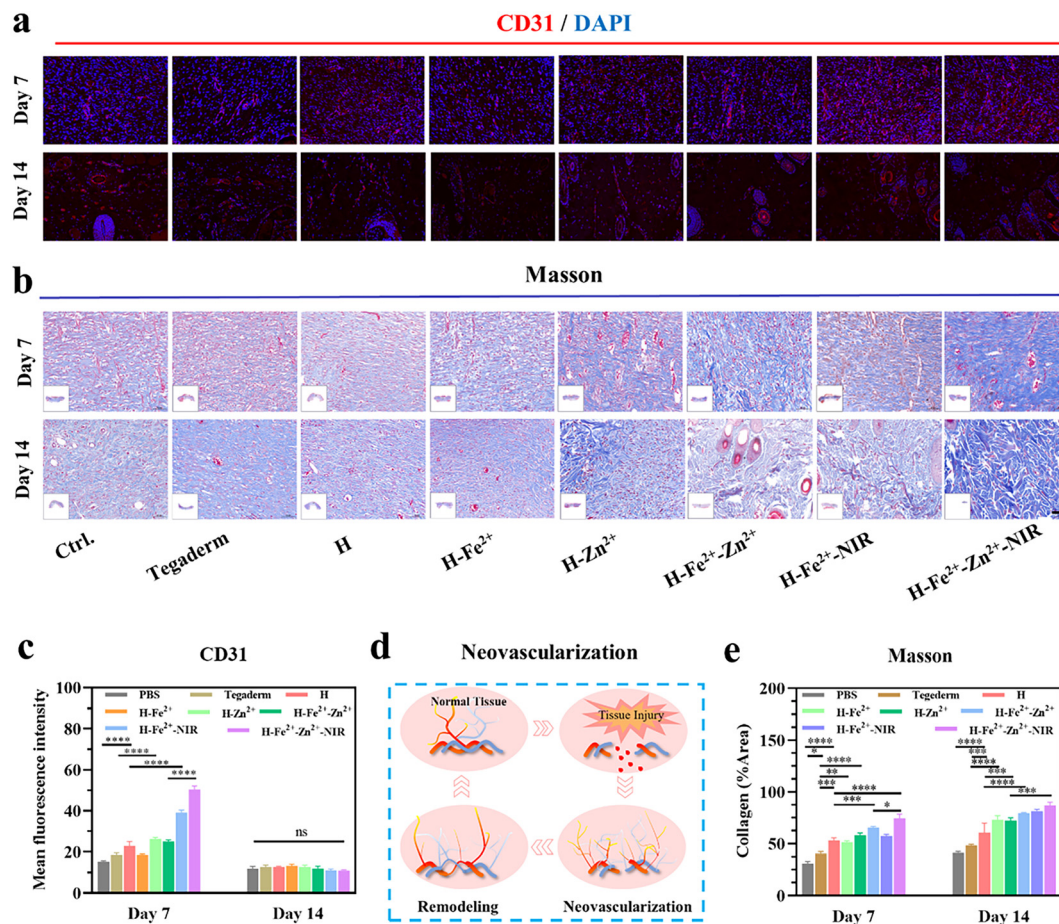 a
CD31 / DAPI
Day 7
Day 14
b
Masson
Day 7
Day 14
Ctrl.
Tegaderm
H
H-Fe²⁺
H-Zn²⁺
H-Fe²⁺-Zn²⁺
H-Fe²⁺-NIR
H-Fe²⁺-Zn²⁺-NIR
c
CD31
Mean fluorescence intensity
100
80
60
40
20
0
PBS Tegaderm H
H-Fe²⁺ H-Zn²⁺ H-Fe²⁺-Zn²⁺
H-Fe²⁺-NIR H-Fe²⁺-Zn²⁺-NIR
****
****
****
****
ns
Day 7 Day 14
d
Neovascularization
Normal Tissue
Tissue Injury
Remodeling
Neovascularization
e
Masson
Collagen (%Area)
200
150
100
50
0
PBS Tegederm H
H-Fe²⁺ H-Zn²⁺ H-Fe²⁺-Zn²⁺
H-Fe²⁺-NIR H-Fe²⁺-Zn²⁺-NIR
****
*
****
**
***
****
***
*
****
***
****
***
****
***
Day 7 Day 14